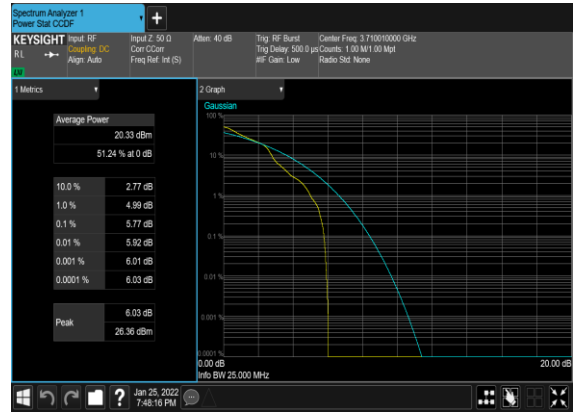 Spectrum Analyzer 1
Power Stat CCDF
KEYSIGHT
RL
Input: RF
Coupling: DC
Align: Auto
Input Z: 50 Ω
Corr CCorr
Freq Ref: Int (S)
Atten: 40 dB
Trig: RF Burst
Trig Delay: 500.0 µs
#IF Gain: Low
Center Freq: 3.710010000 GHz
Counts: 1.00 M/1.00 Mpt
Radio Std: None
LXI
1 Metrics
Average Power
20.33 dBm
51.24 % at 0 dB
10.0 % 2.77 dB
1.0 % 4.99 dB
0.1 % 5.77 dB
0.01 % 5.92 dB
0.001 % 6.01 dB
0.0001 % 6.03 dB
Peak
6.03 dB
26.36 dBm
2 Graph
Gaussian
100 %
10 %
1 %
0.1 %
0.01 %
0.001 %
0.0001 %
0.00 dB
20.00 dB
Info BW 25.000 MHz
?
Jan 25, 2022
7:48:16 PM